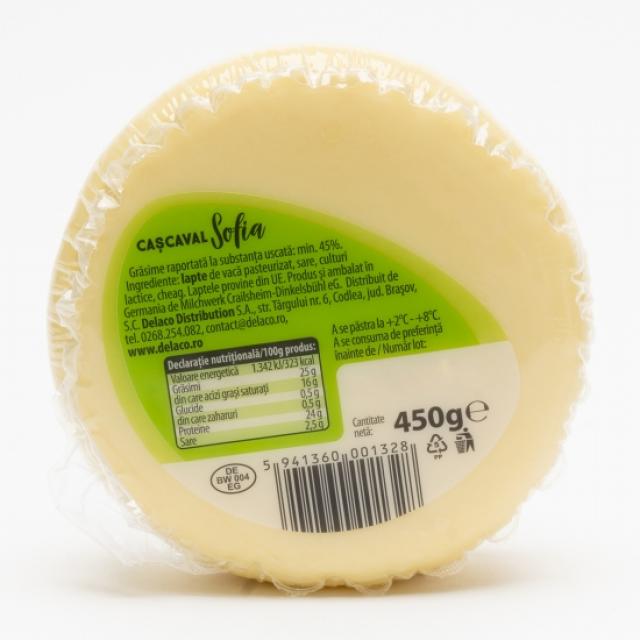 CAȘCAVAL Sofia
Grăsime raportată la substanța uscată: min. 45%.
Ingrediente: lapte de vacă pasteurizat, sare, culturi
lactice, cheag. Laptele provine din UE. Produs și ambalat în
Germania de Milchwerk Crailsheim-Dinkelsbühl eG. Distribuit de
S.C. Delaco Distribution S.A., str. Târgului nr. 6, Codlea, jud. Brașov,
tel. 0268.254.082, contact@delaco.ro,
www.delaco.ro
A se păstra la +2°C - +8°C.
A se consuma de preferință
înainte de / Număr lot:
Declarație nutrițională/100g produs:
Valoare energetică 1.342 kJ/323 kcal
Grăsimi 25 g
din care acizi grași saturați 16 g
Glucide 0,5 g
din care zaharuri 0,5 g
Proteine 24 g
Sare 2,5 g
Cantitate
netă: 450g e
5
PP
DE
BW 004
EG
5 941360 001328